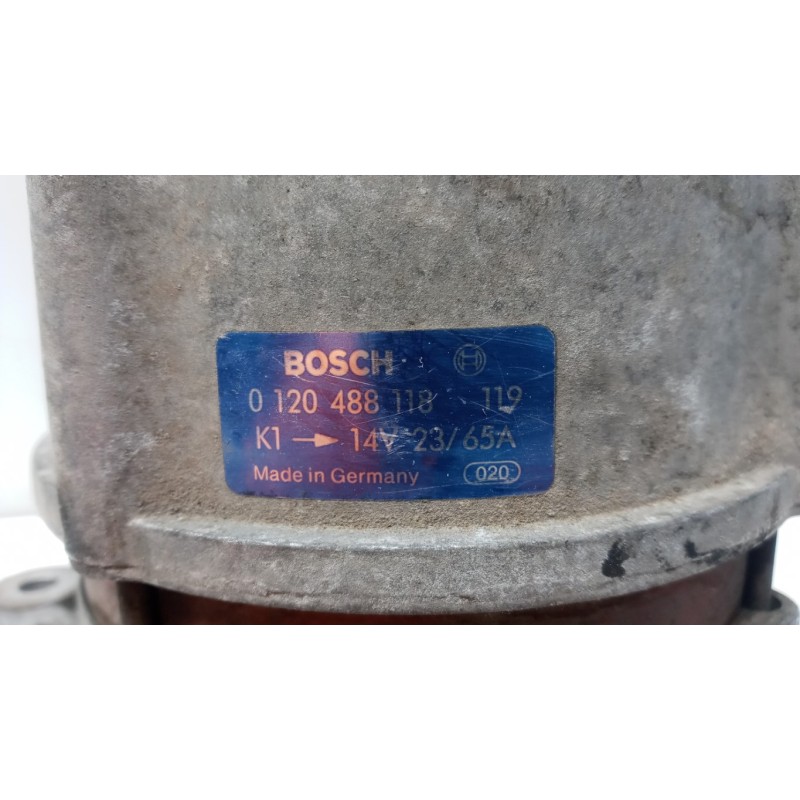 BOSCH
0 120 488 118 119
K1 → 14V 23/65A
Made in Germany 020